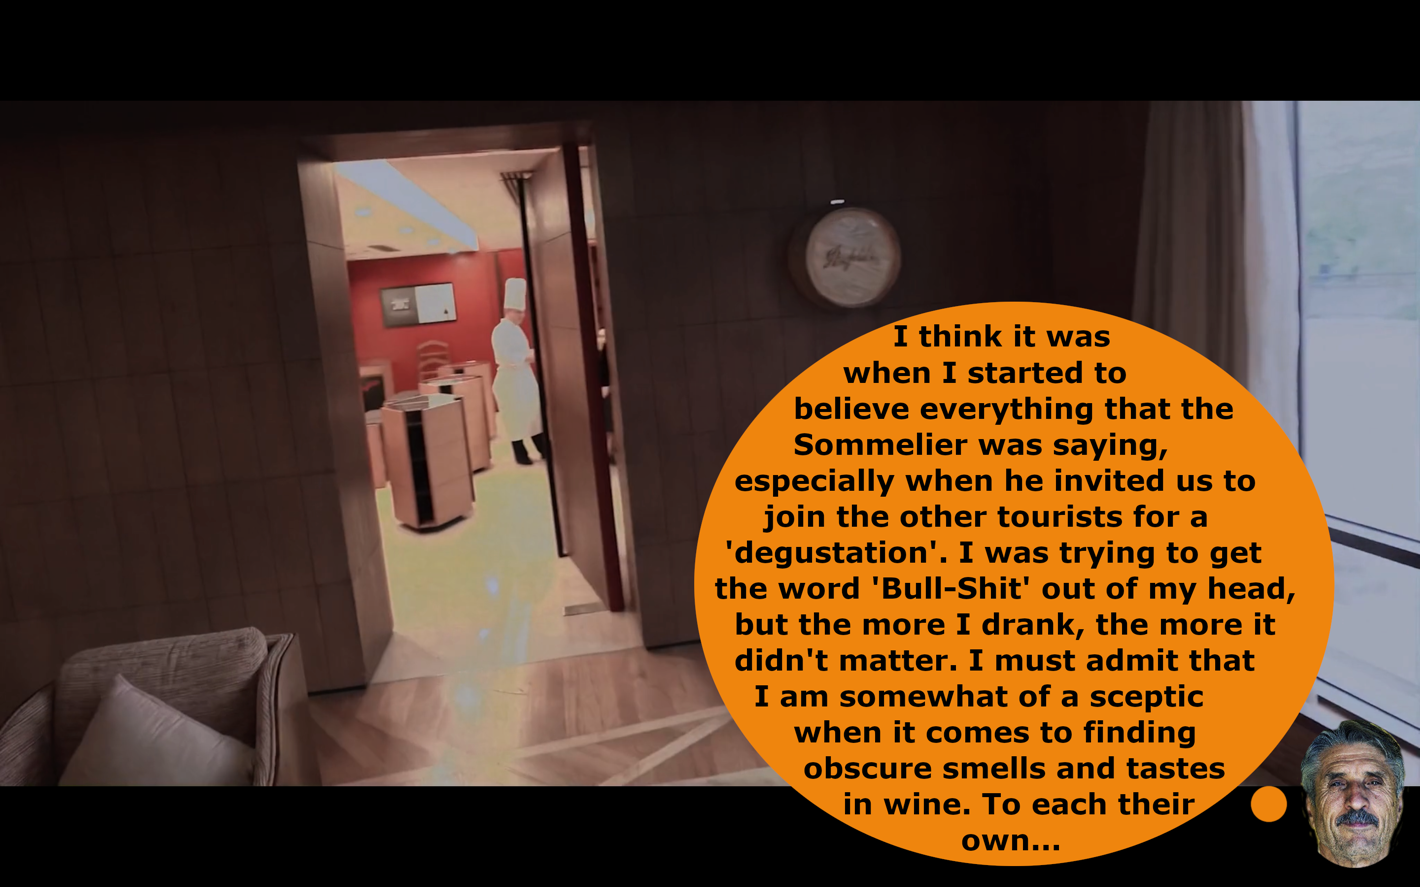 I think it was
when I started to
believe everything that the
Sommelier was saying,
especially when he invited us to
join the other tourists for a
'degustation'. I was trying to get
the word 'Bull-Shit' out of my head,
but the more I drank, the more it
didn't matter. I must admit that
I am somewhat of a sceptic
when it comes to finding
obscure smells and tastes
in wine. To each their
own...